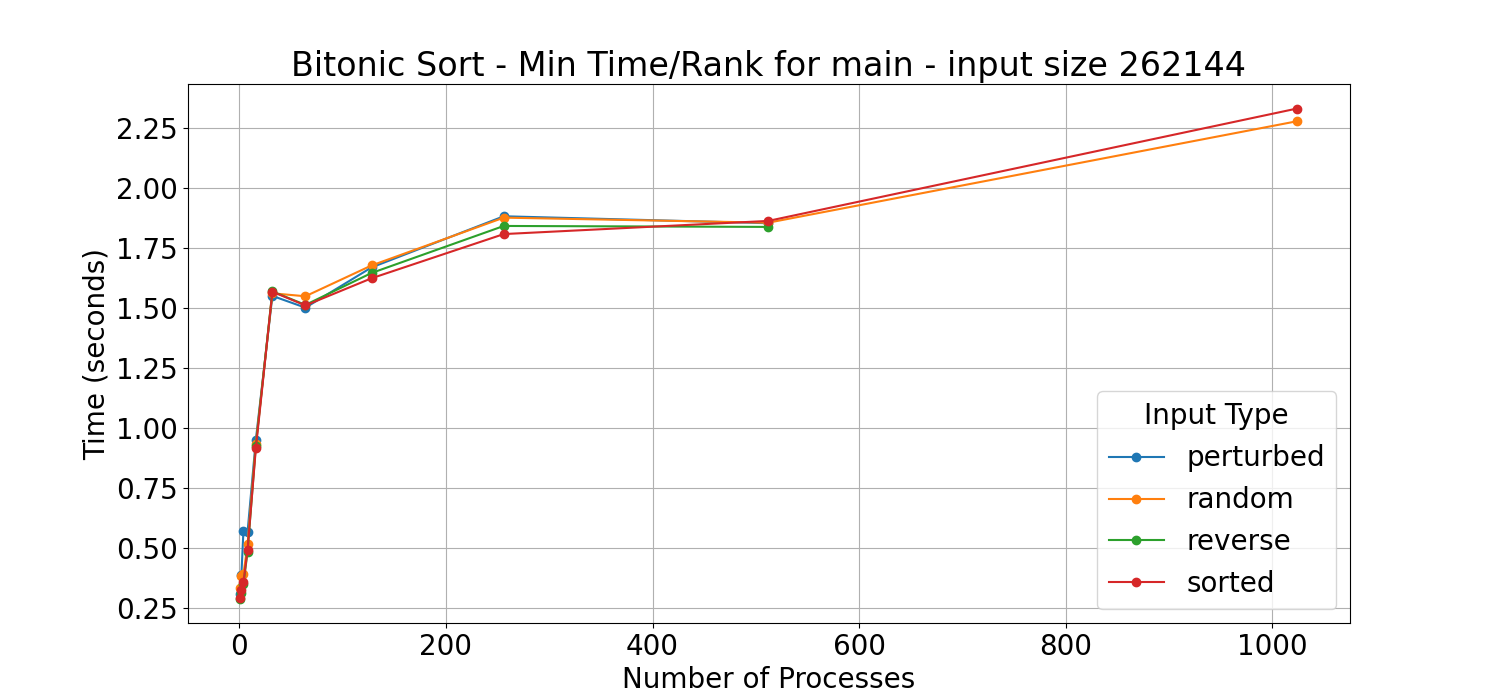 Bitonic Sort - Min Time/Rank for main - input size 262144
Time (seconds)
2.25
2.00
1.75
1.50
1.25
1.00
0.75
0.50
0.25
Input Type
perturbed
random
reverse
sorted
0 200 400 600 800 1000
Number of Processes